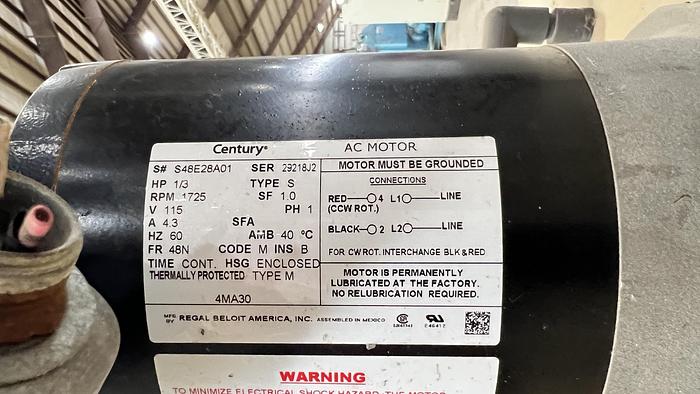 Century® AC MOTOR
S# S48E28A01 SER 29218J2
HP 1/3 TYPE S
RPM 1725 SF 1.0
V 115 PH 1
A 4.3 SFA
HZ 60 AMB 40 °C
FR 48N CODE M INS B
TIME CONT. HSG ENCLOSED
THERMALLY PROTECTED TYPE M
4MA30
MOTOR MUST BE GROUNDED
CONNECTIONS
RED 4 L1 LINE
(CCW ROT.)
BLACK 2 L2 LINE
FOR CW ROT. INTERCHANGE BLK & RED
MOTOR IS PERMANENTLY
LUBRICATED AT THE FACTORY.
NO RELUBRICATION REQUIRED.
MFG BY REGAL BELOIT AMERICA, INC. ASSEMBLED IN MEXICO
E46412
WARNING
TO MINIMIZE ELECTRICAL SHOCK HAZARD, THE MOTOR